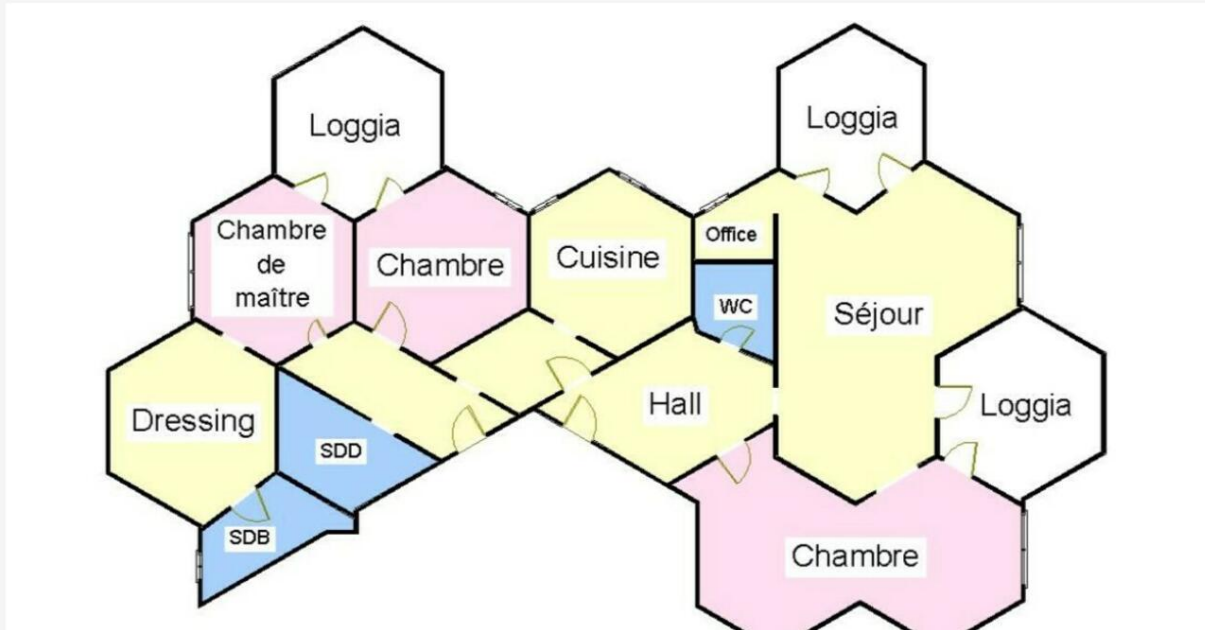 Loggia
Loggia
Chambre
de
maître
Chambre
Cuisine
Office
WC
Séjour
Dressing
SDD
Hall
Loggia
SDB
Chambre